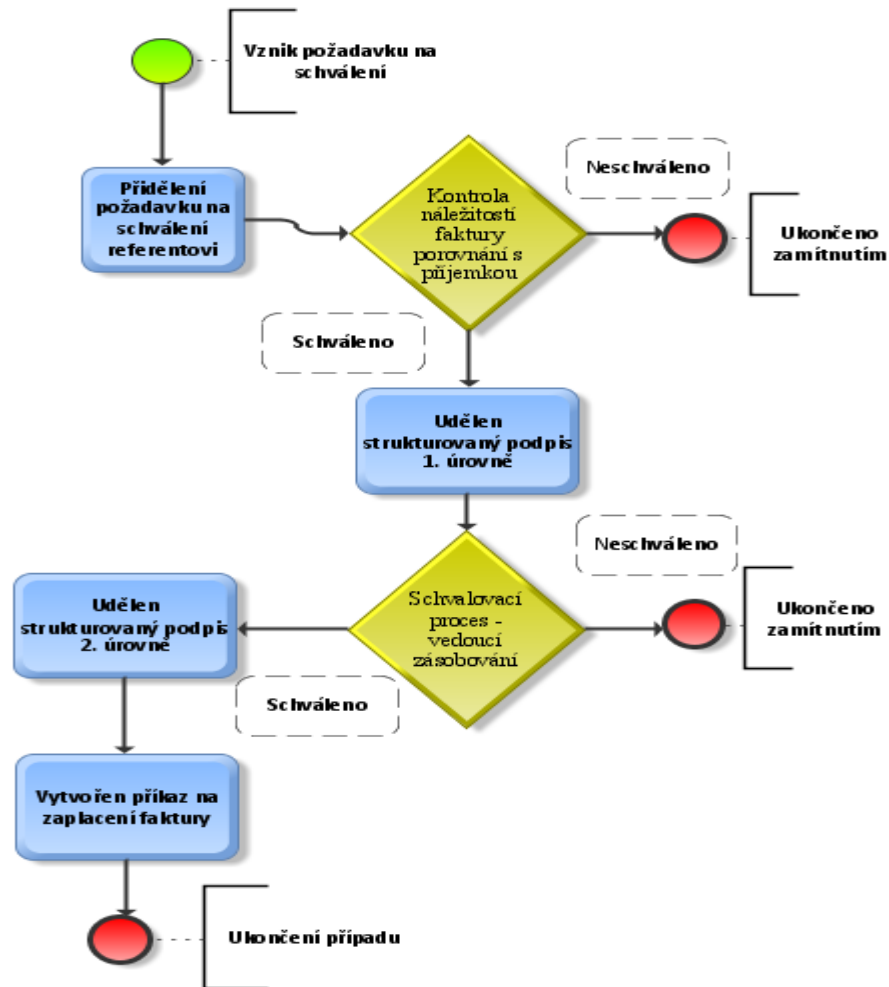 Vznik požadavku na
schválení
Přidělení
požadavku na
schválení
referentovi
Kontrola
náležitostí
faktury
porovnání s
příjemkou
Neschváleno
Ukončeno
zamítnutím
Schváleno
Udělen
strukturovaný podpis
1. úrovně
Neschváleno
Schvalovací
proces -
vedoucí
zásobování
Ukončeno
zamítnutím
Udělen
strukturovaný podpis
2. úrovně
Schváleno
Vytvořen příkaz na
zaplacení faktury
Ukončení případu